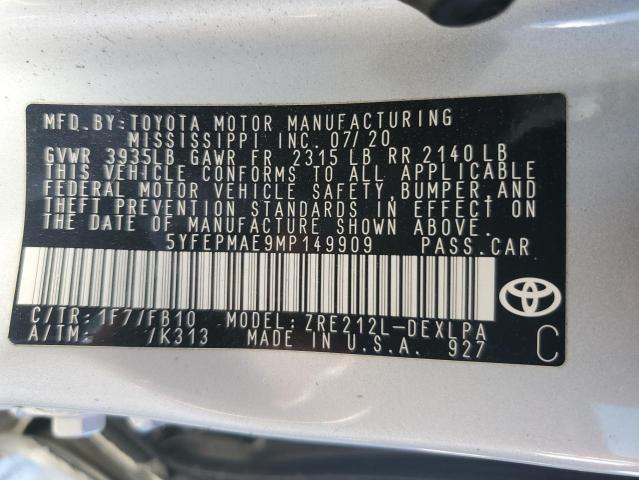 MFD.BY:TOYOTA MOTOR MANUFACTURING
MISSISSIPPI INC. 07/20
GVWR 3935LB GAWR FR 2315 LB RR 2140 LB
THIS VEHICLE CONFORMS TO ALL APPLICABLE
FEDERAL MOTOR VEHICLE SAFETY,BUMPER,AND
THEFT PREVENTION STANDARDS IN EFFECT ON
THE DATE OF MANUFACTURE SHOWN ABOVE.
5YFEPMAE9MP149909 PASS.CAR
C/TR: 1F7/FB10 MODEL: ZRE212L-DEXLPA
A/TM: /K313 MADE IN U.S.A. 927 C